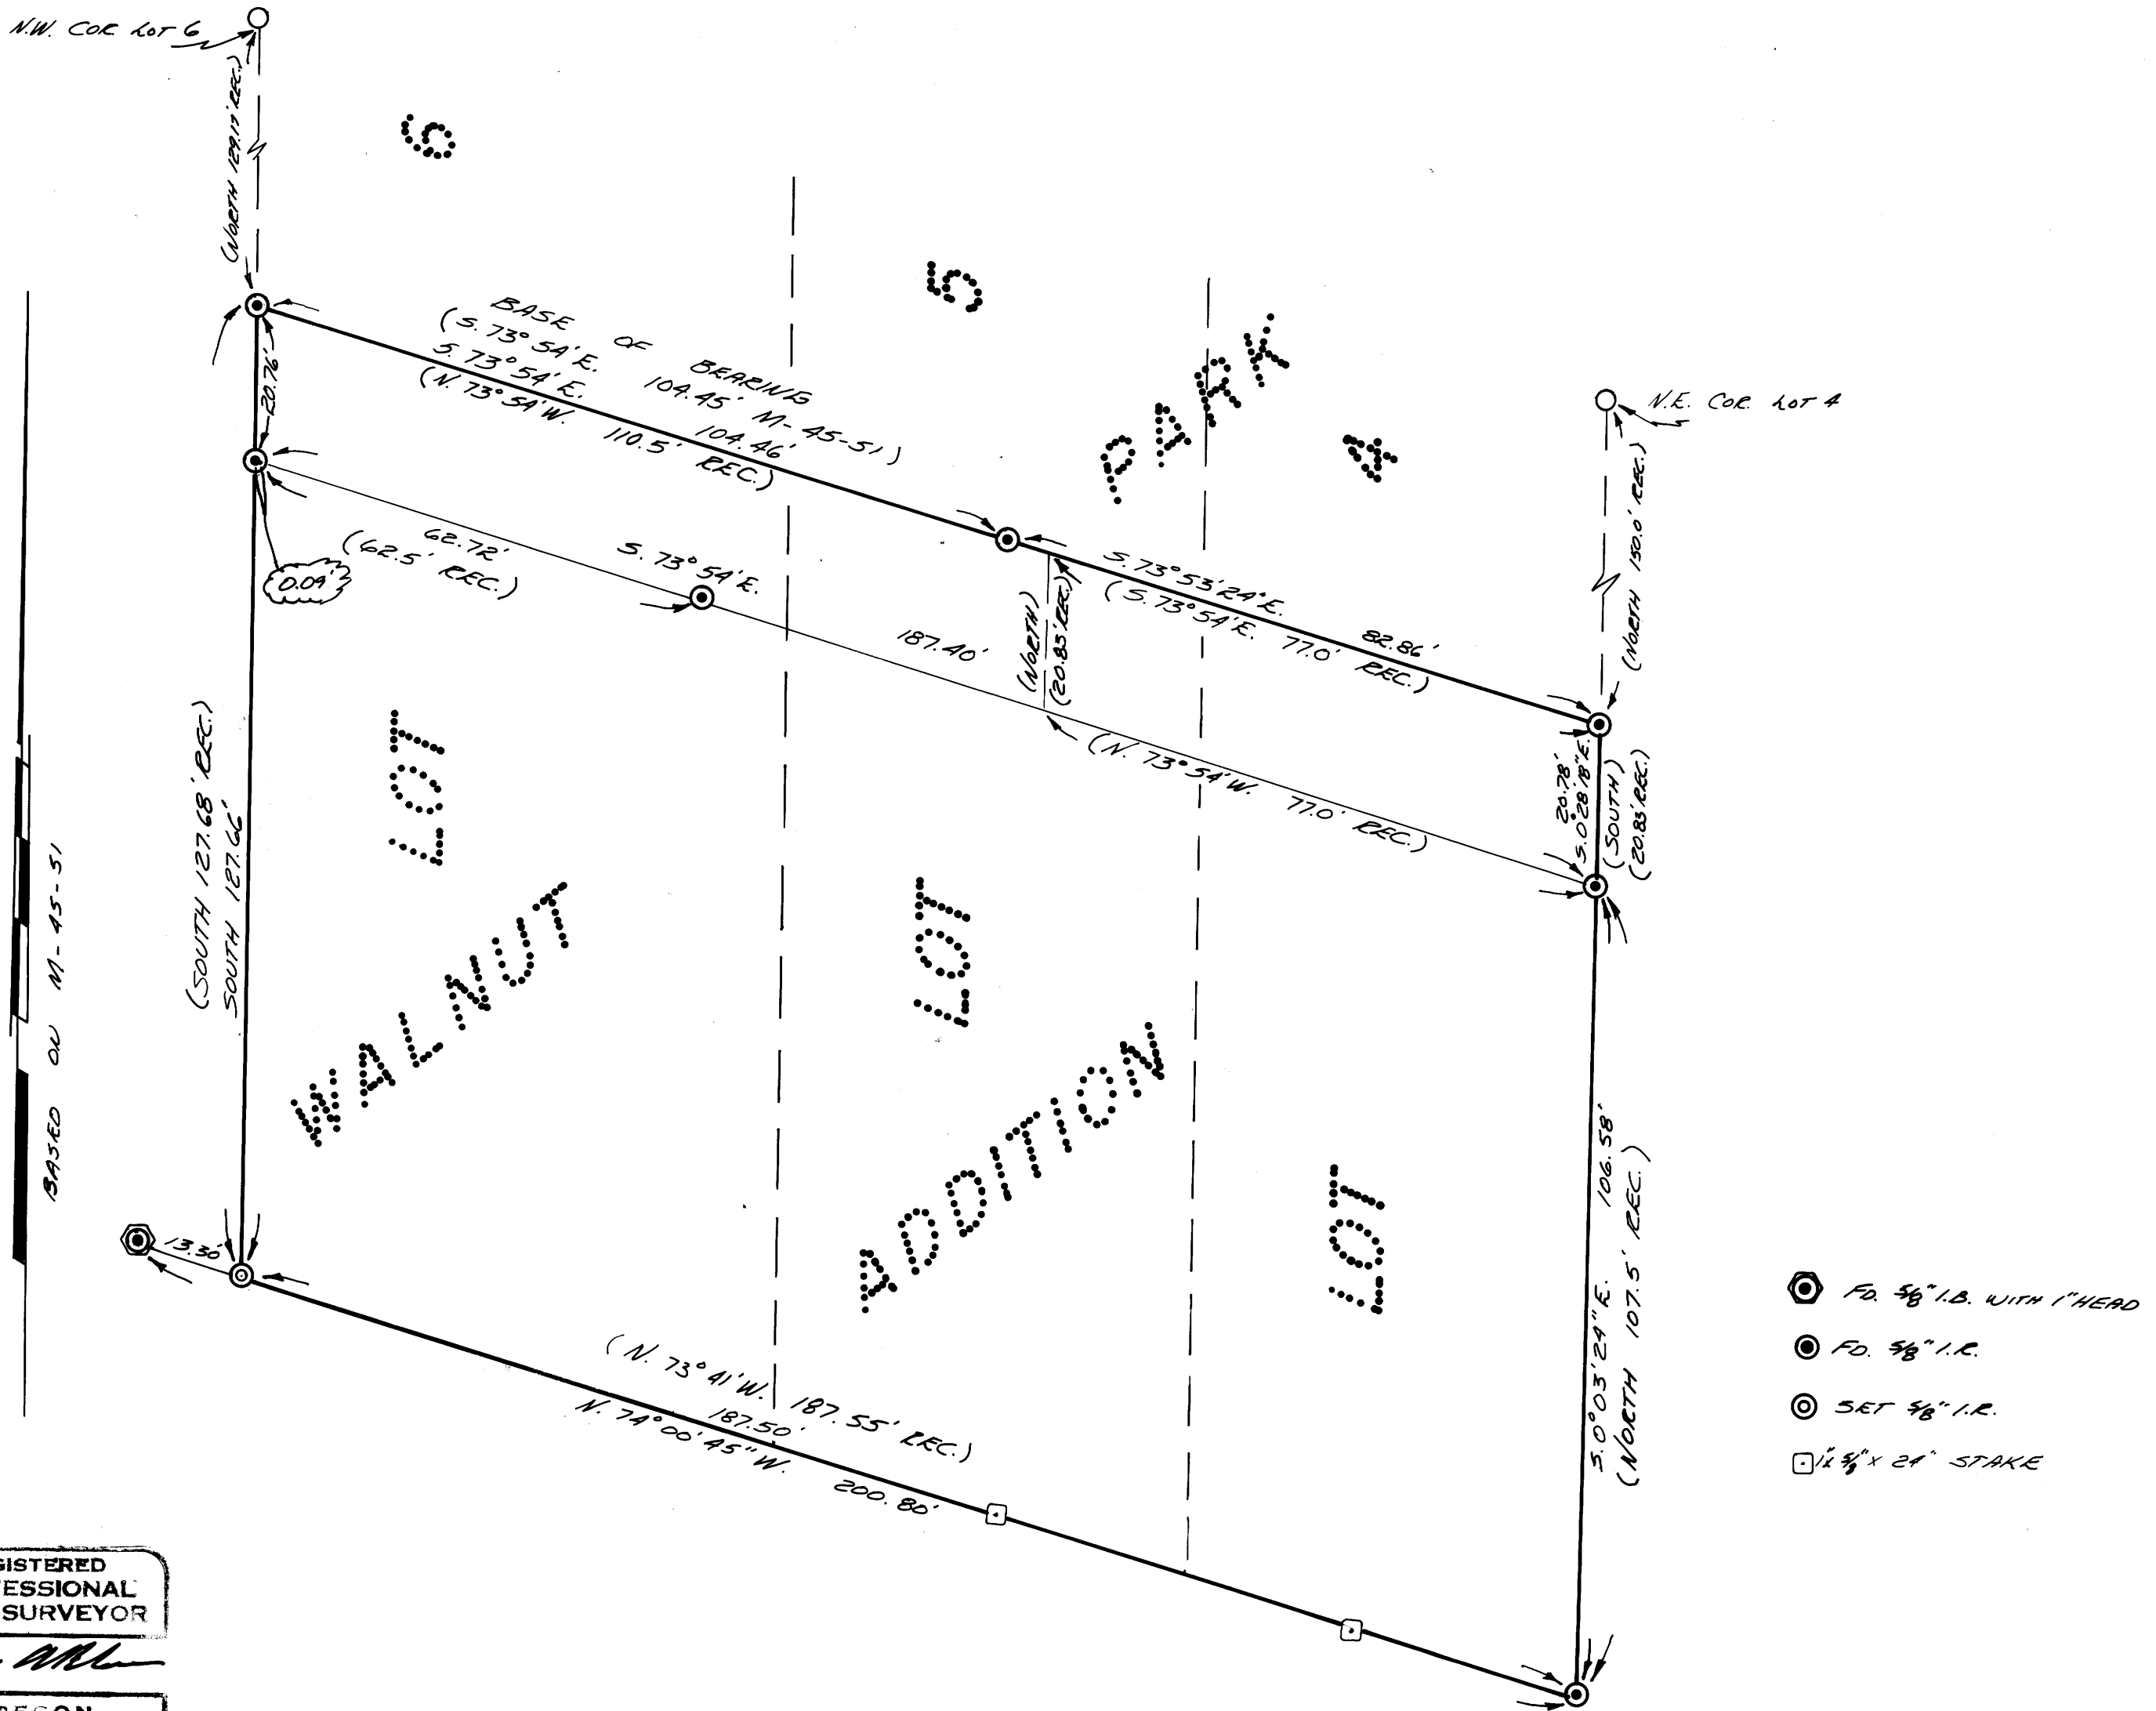 N.W. COR LOT 6
(NORTH 129.17' REC.)
6
5
PARK
4
N.E. COR. LOT 4
(NORTH 150.0' REC.)
BASE OF BEARING
(S. 73° 54' E. 104.45' M-45-51)
S. 73° 54' E. 104.46'
(N. 73° 54' W. 110.5' REC.)
20.76'
0.09'
62.72'
(62.5' REC.)
S. 73° 54' E.
187.40'
(NORTH)
(20.83' REC.)
S. 73° 53' 24" E. 82.86'
(S. 73° 54' E. 77.0' REC.)
(N. 73° 54' W. 77.0' REC.)
20.78'
S. 0° 28' 18" E.
(SOUTH)
(20.83' REC.)
(SOUTH 127.68' REC.)
SOUTH 127.66'
LOT
LOT
LOT
WALNUT
ADDITION
BASED ON M-45-51
13.30'
S. 0° 03' 24" E. 106.58'
(NORTH 107.5' REC.)
(N. 73° 41' W. 187.55' REC.)
187.50'
N. 74° 00' 45" W. 200.80'
FD. 5/8" I.B. WITH 1" HEAD
FD. 5/8" I.R.
SET 5/8" I.R.
24" STAKE
GISTERED
ESSIONAL
SURVEYOR